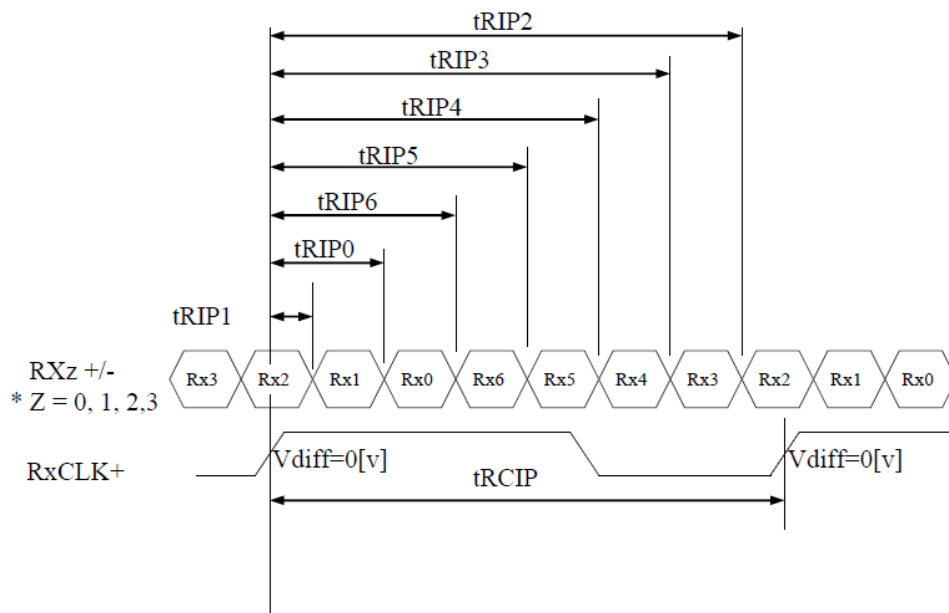 tRIP2
tRIP3
tRIP4
tRIP5
tRIP6
tRIP0
tRIP1
RXz +/-
* Z = 0, 1, 2,3
Rx3 Rx2 Rx1 Rx0 Rx6 Rx5 Rx4 Rx3 Rx2 Rx1 Rx0
RxCLK+
Vdiff=0[v] Vdiff=0[v]
tRCIP